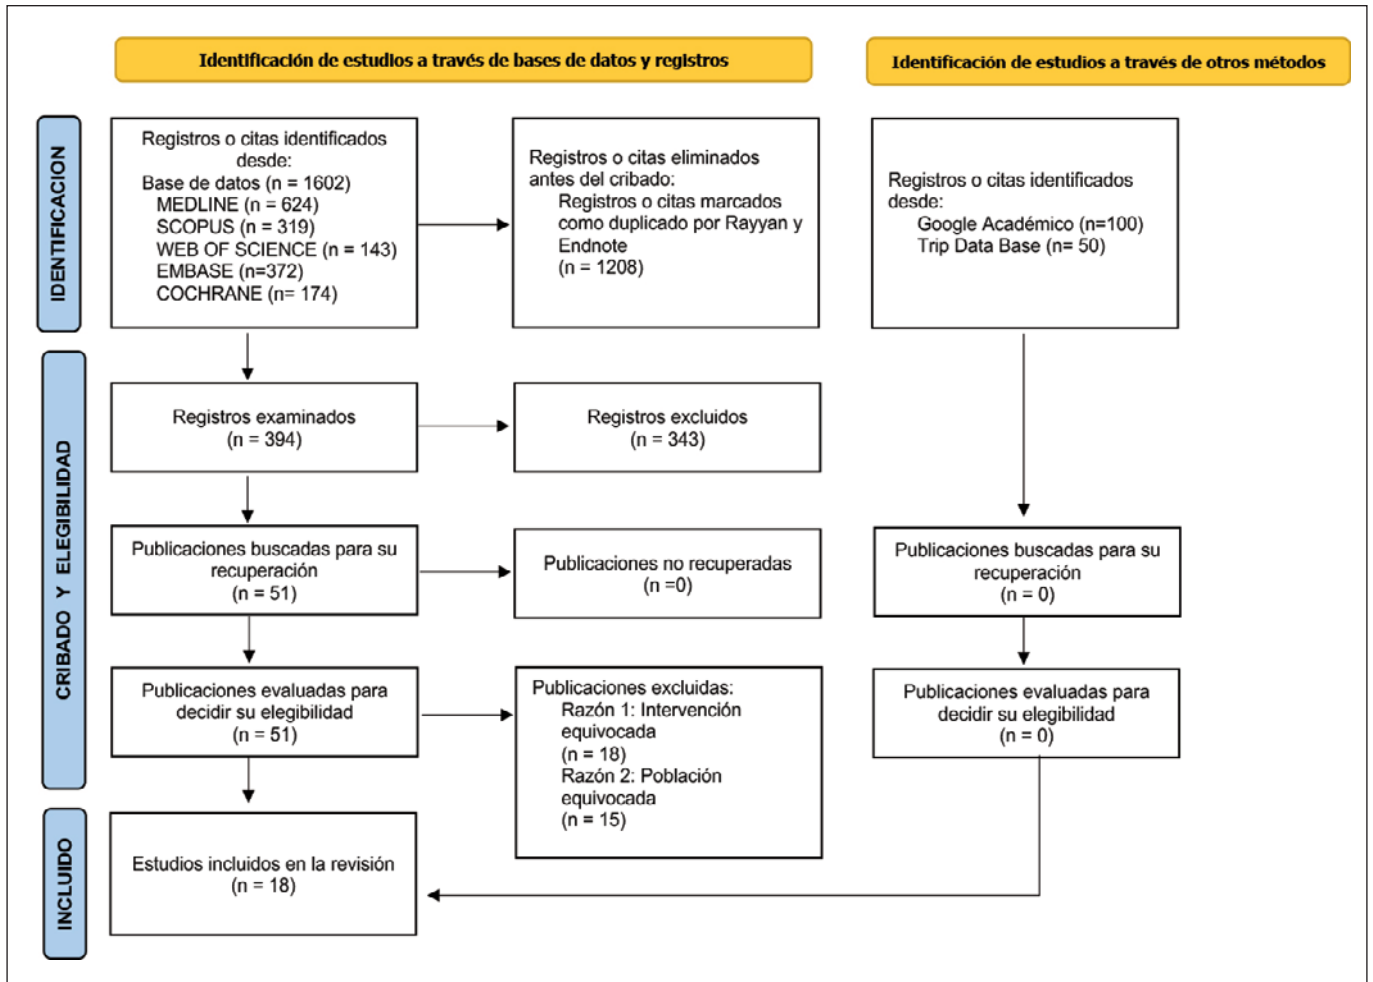 Identificación de estudios a través de bases de datos y registros
Identificación de estudios a través de otros métodos
IDENTIFICACION
Registros o citas identificados
desde:
Base de datos (n = 1602)
MEDLINE (n = 624)
SCOPUS (n = 319)
WEB OF SCIENCE (n = 143)
EMBASE (n=372)
COCHRANE (n= 174)
Registros o citas eliminados
antes del cribado:
Registros o citas marcados
como duplicado por Rayyan y
Endnote
(n = 1208)
Registros o citas identificados
desde:
Google Académico (n=100)
Trip Data Base (n= 50)
CRIBADO Y ELEGIBILIDAD
Registros examinados
(n = 394)
Registros excluidos
(n = 343)
Publicaciones buscadas para su
recuperación
(n = 51)
Publicaciones no recuperadas
(n =0)
Publicaciones buscadas para su
recuperación
(n = 0)
Publicaciones evaluadas para
decidir su elegibilidad
(n = 51)
Publicaciones excluidas:
Razón 1: Intervención
equivocada
(n = 18)
Razón 2: Población
equivocada
(n = 15)
Publicaciones evaluadas para
decidir su elegibilidad
(n = 0)
INCLUIDO
Estudios incluidos en la revisión
(n = 18)